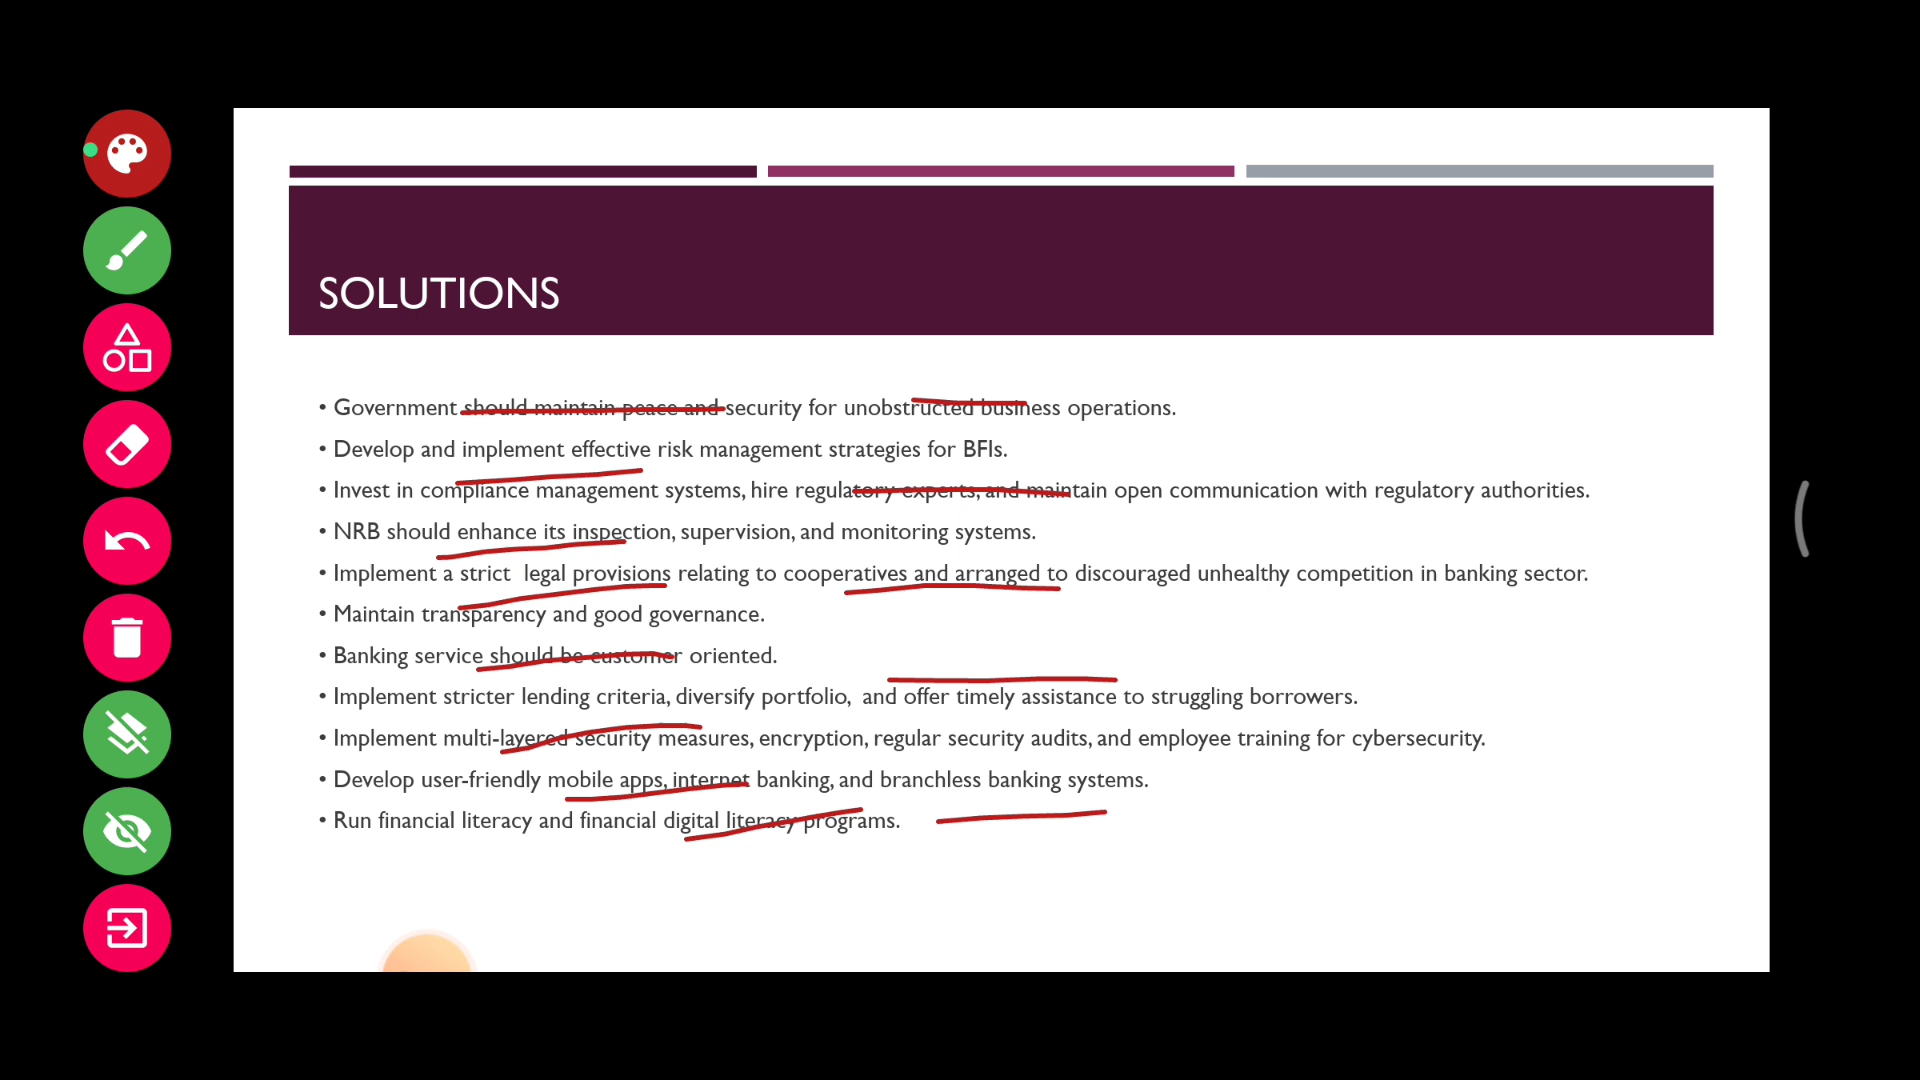 SOLUTIONS
• Government should maintain peace and security for unobstructed business operations.
• Develop and implement effective risk management strategies for BFIs.
• Invest in compliance management systems, hire regulatory experts, and maintain open communication with regulatory authorities.
• NRB should enhance its inspection, supervision, and monitoring systems.
• Implement a strict  legal provisions relating to cooperatives and arranged to discouraged unhealthy competition in banking sector.
• Maintain transparency and good governance.
• Banking service should be customer oriented.
• Implement stricter lending criteria, diversify portfolio,  and offer timely assistance to struggling borrowers.
• Implement multi-layered security measures, encryption, regular security audits, and employee training for cybersecurity.
• Develop user-friendly mobile apps, internet banking, and branchless banking systems.
• Run financial literacy and financial digital literacy programs.